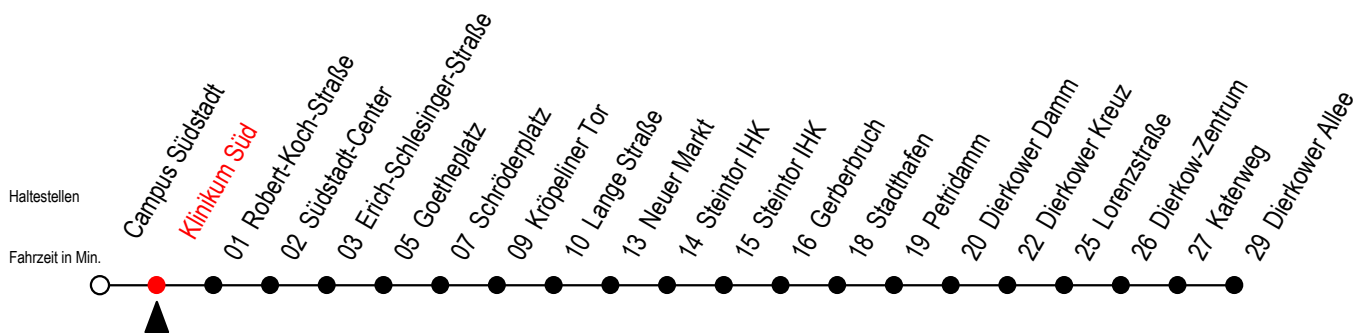 Haltestellen
Fahrzeit in Min.
Campus Südstadt
Klinikum Süd
01 Robert-Koch-Straße
02 Südstadt-Center
03 Erich-Schlesinger-Straße
05 Goetheplatz
07 Schröderplatz
09 Kröpeliner Tor
10 Lange Straße
13 Neuer Markt
14 Steintor IHK
15 Steintor IHK
16 Gerberbruch
18 Stadthafen
19 Petridamm
20 Dierkower Damm
22 Dierkower Kreuz
25 Lorenzstraße
26 Dierkow-Zentrum
27 Katerweg
29 Dierkower Allee